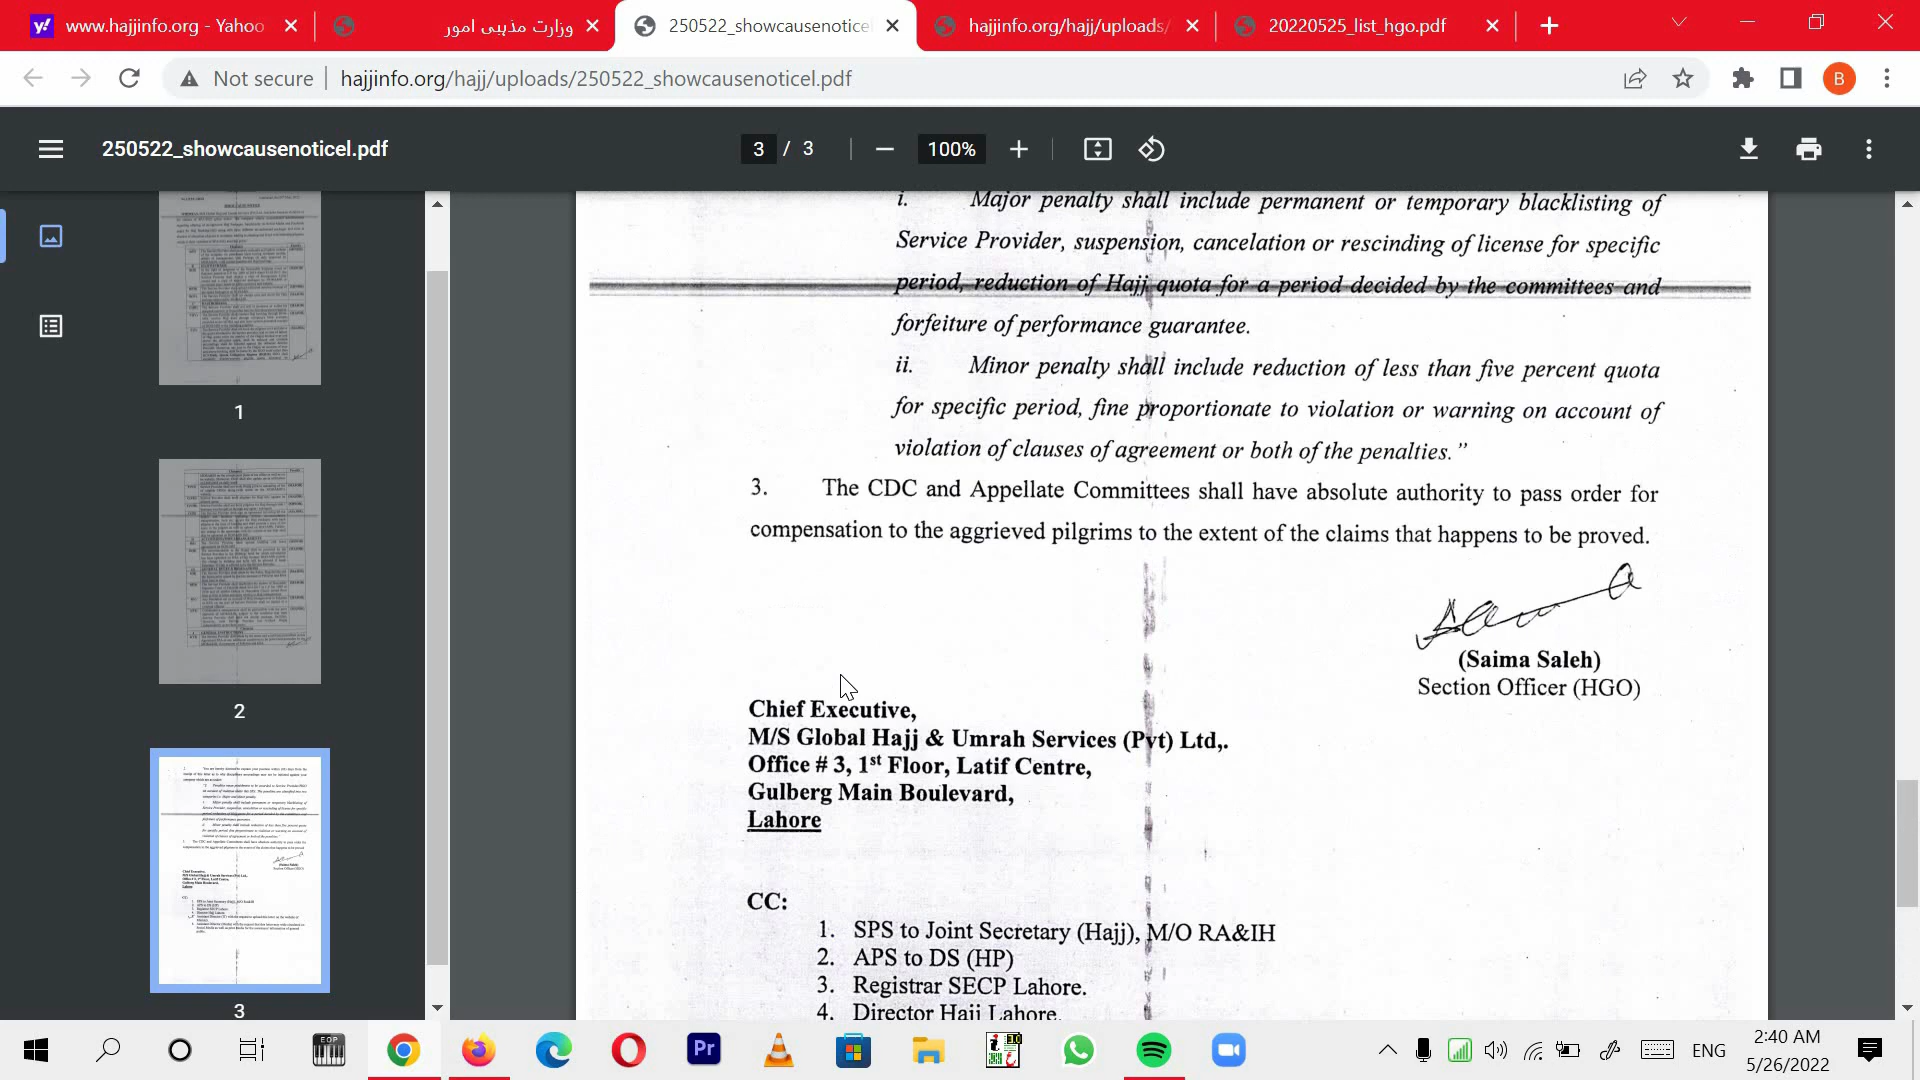 www.hajjinfo.org - Yahoo
وزارت مذہبی امور
250522_showcausenoticel
hajjinfo.org/hajj/uploads/
20220525_list_hgo.pdf
Not secure
hajjinfo.org/hajj/uploads/250522_showcausenoticel.pdf
B
250522_showcausenoticel.pdf
3 / 3
100%
i. Major penalty shall include permanent or temporary blacklisting of
Service Provider, suspension, cancelation or rescinding of license for specific
period, reduction of Hajj quota for a period decided by the committees and
forfeiture of performance guarantee.
ii. Minor penalty shall include reduction of less than five percent quota
for specific period, fine proportionate to violation or warning on account of
violation of clauses of agreement or both of the penalties.”
3. The CDC and Appellate Committees shall have absolute authority to pass order for
compensation to the aggrieved pilgrims to the extent of the claims that happens to be proved.
(Saima Saleh)
Section Officer (HGO)
Chief Executive,
M/S Global Hajj & Umrah Services (Pvt) Ltd,.
Office # 3, 1st Floor, Latif Centre,
Gulberg Main Boulevard,
Lahore
CC:
1. SPS to Joint Secretary (Hajj), M/O RA&IH
2. APS to DS (HP)
3. Registrar SECP Lahore.
4. Director Hajj Lahore.
1
2
3
EOP
Pr
ENG
2:40 AM
5/26/2022